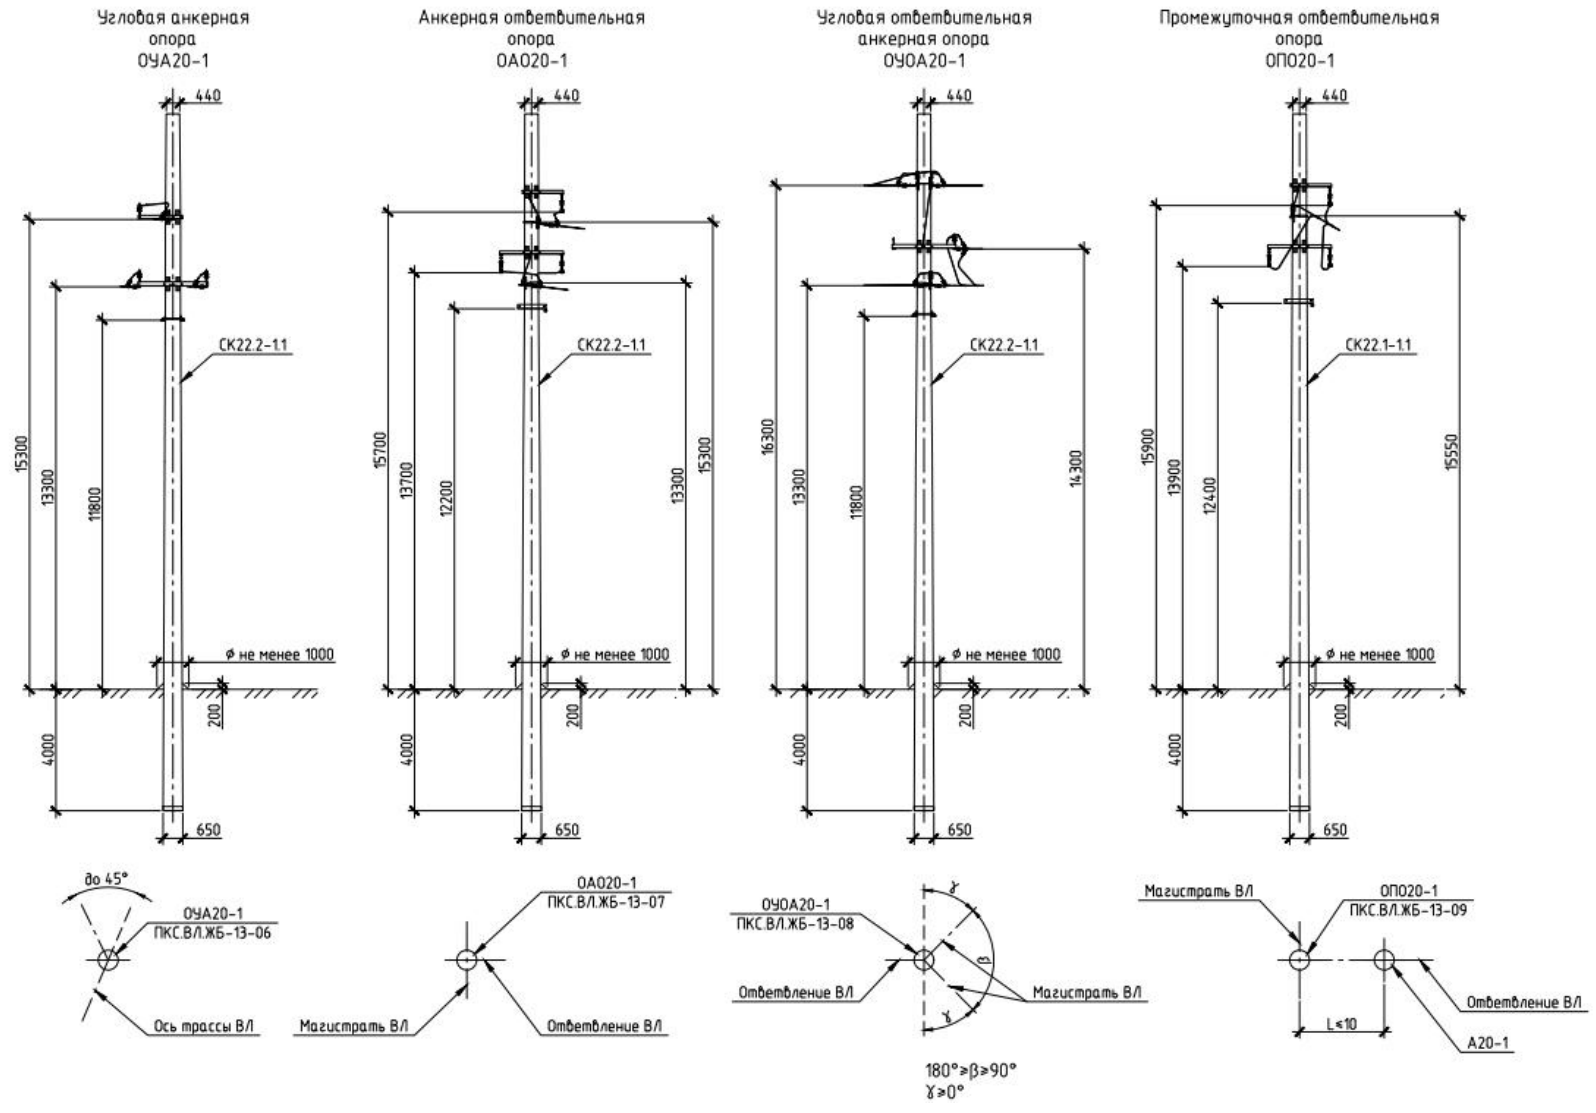 Угловая анкерная
опора
ОУА20-1
Анкерная ответвительная
опора
ОАО20-1
Угловая ответвительная
анкерная опора
ОУОА20-1
Промежуточная ответвительная
опора
ОПО20-1
440
440
440
440
СК22.2-1.1
СК22.2-1.1
СК22.2-1.1
СК22.1-1.1
15300
13300
11800
15700
13700
12200
13300
15300
16300
13300
11800
14300
15900
13900
12400
15550
ϕ не менее 1000
ϕ не менее 1000
ϕ не менее 1000
ϕ не менее 1000
200
200
200
200
4000
4000
4000
4000
650
650
650
650
до 45°
ОУА20-1
ПКС.ВЛ.ЖБ-13-06
Ось трассы ВЛ
ОАО20-1
ПКС.ВЛ.ЖБ-13-07
Магистраль ВЛ
Ответвление ВЛ
ОУОА20-1
ПКС.ВЛ.ЖБ-13-08
γ
β
γ
Ответвление ВЛ
Магистраль ВЛ
180°≥β≥90°
γ≥0°
Магистраль ВЛ
ОПО20-1
ПКС.ВЛ.ЖБ-13-09
Ответвление ВЛ
L≤10
А20-1